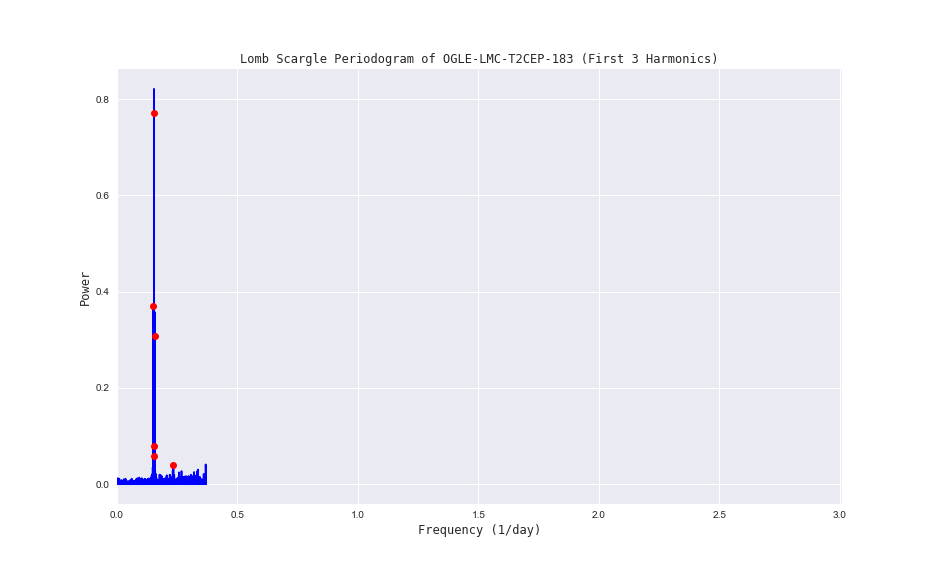 Lomb Scargle Periodogram of OGLE-LMC-T2CEP-183 (First 3 Harmonics)
0.8
0.6
0.4
0.2
0.0
Power
0.0 0.5 1.0 1.5 2.0 2.5 3.0
Frequency (1/day)